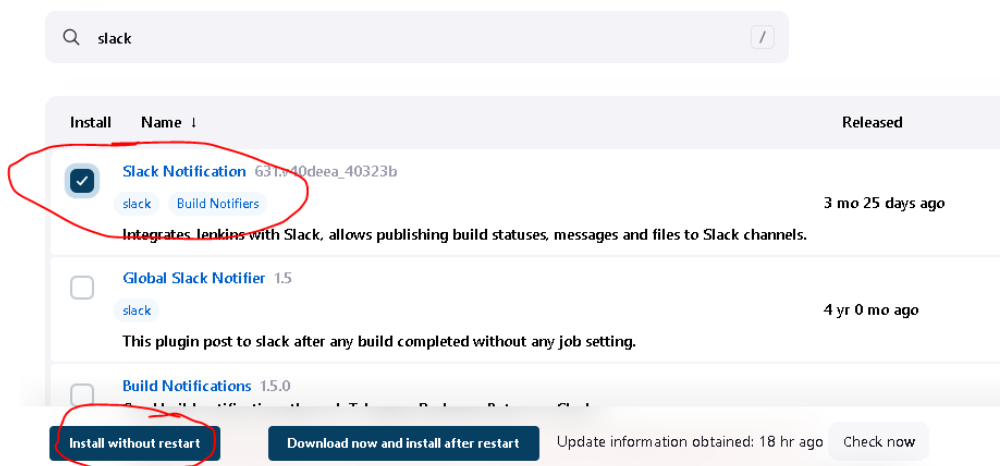 slack /
Install Name ↓ Released
Slack Notification 631.v40deea_40323b
slack Build Notifiers
3 mo 25 days ago
Integrates Jenkins with Slack, allows publishing build statuses, messages and files to Slack channels.
Global Slack Notifier 1.5
slack
4 yr 0 mo ago
This plugin post to slack after any build completed without any job setting.
Build Notifications 1.5.0
Install without restart Download now and install after restart Update information obtained: 18 hr ago Check now